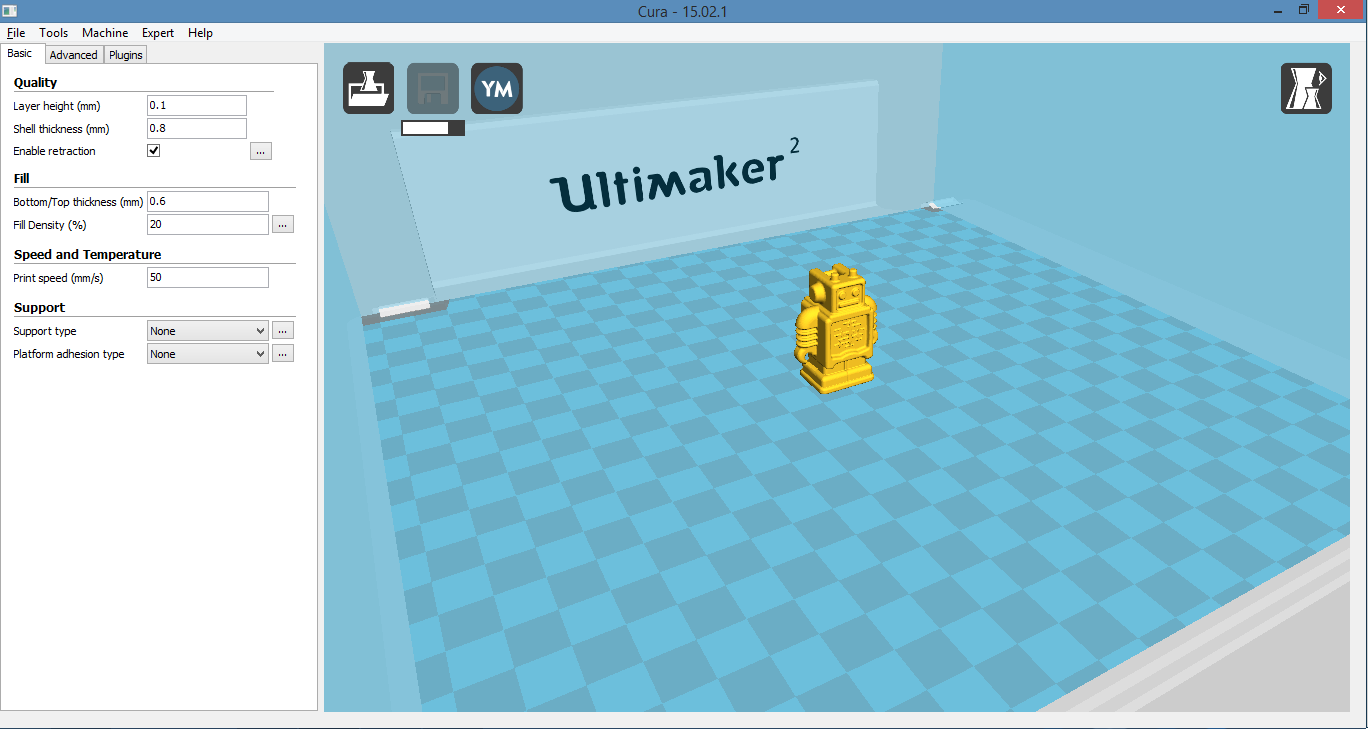 Cura - 15.02.1
File Tools Machine Expert Help
Basic Advanced Plugins
Quality
Layer height (mm) 0.1
Shell thickness (mm) 0.8
Enable retraction ...
Fill
Bottom/Top thickness (mm) 0.6
Fill Density (%) 20 ...
Speed and Temperature
Print speed (mm/s) 50
Support
Support type None ...
Platform adhesion type None ...
YM
Ultimaker 2